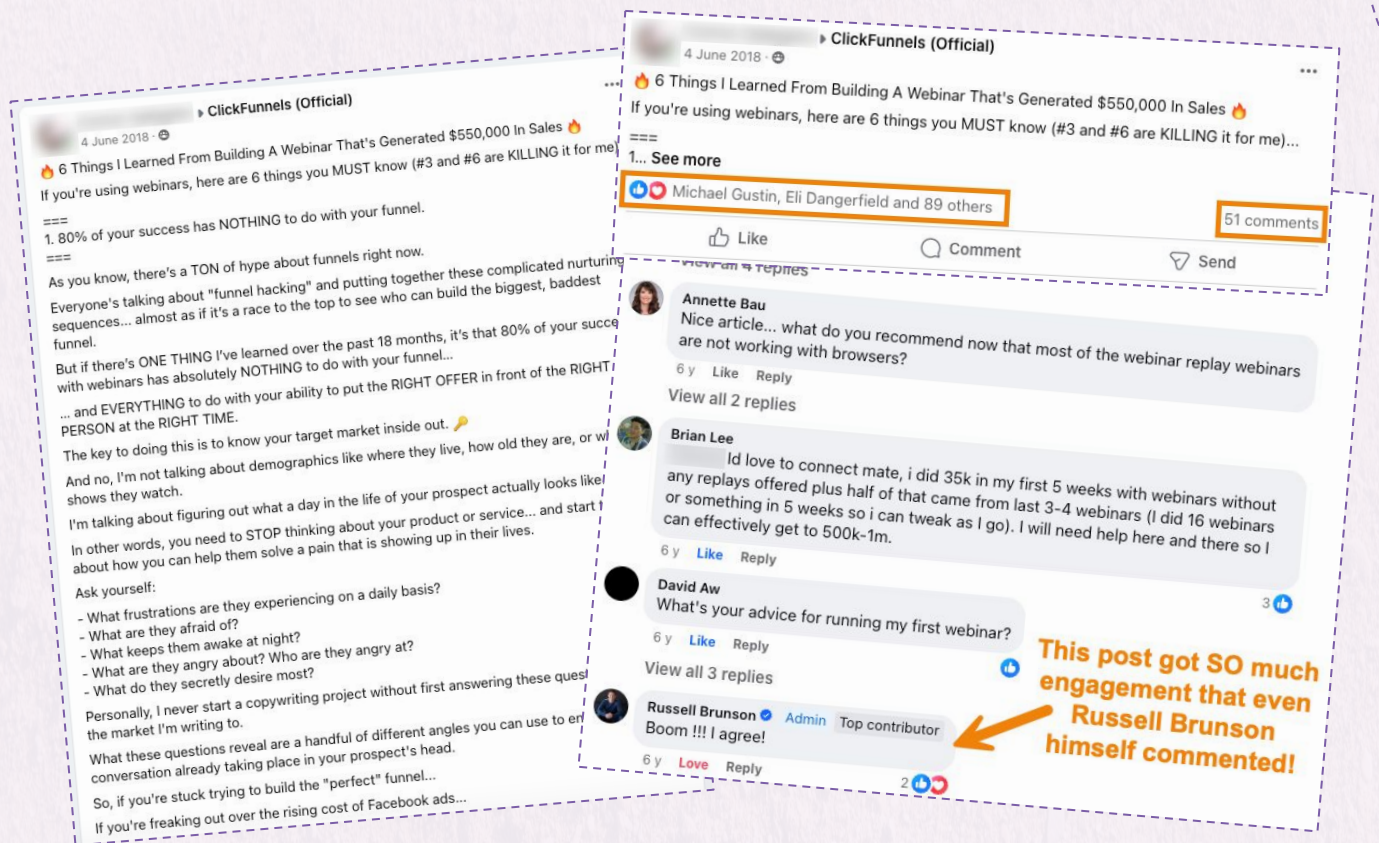 ▸ ClickFunnels (Official)
4 June 2018 ·
🔥 6 Things I Learned From Building A Webinar That's Generated $550,000 In Sales 🔥
If you're using webinars, here are 6 things you MUST know (#3 and #6 are KILLING it for me)
===
1. 80% of your success has NOTHING to do with your funnel.
===
As you know, there's a TON of hype about funnels right now.
Everyone's talking about "funnel hacking" and putting together these complicated nurturing
sequences... almost as if it's a race to the top to see who can build the biggest, baddest
funnel.
But if there's ONE THING I've learned over the past 18 months, it's that 80% of your succe
with webinars has absolutely NOTHING to do with your funnel...
... and EVERYTHING to do with your ability to put the RIGHT OFFER in front of the RIGHT
PERSON at the RIGHT TIME.
The key to doing this is to know your target market inside out. 🔑
And no, I'm not talking about demographics like where they live, how old they are, or wh
shows they watch.
I'm talking about figuring out what a day in the life of your prospect actually looks like
In other words, you need to STOP thinking about your product or service... and start
about how you can help them solve a pain that is showing up in their lives.
Ask yourself:
- What frustrations are they experiencing on a daily basis?
- What are they afraid of?
- What keeps them awake at night?
- What are they angry about? Who are they angry at?
- What do they secretly desire most?
Personally, I never start a copywriting project without first answering these ques
the market I'm writing to.
What these questions reveal are a handful of different angles you can use to en
conversation already taking place in your prospect's head.
So, if you're stuck trying to build the "perfect" funnel...
If you're freaking out over the rising cost of Facebook ads...
▸ ClickFunnels (Official)
4 June 2018 ·
🔥 6 Things I Learned From Building A Webinar That's Generated $550,000 In Sales 🔥
If you're using webinars, here are 6 things you MUST know (#3 and #6 are KILLING it for me)...
===
1... See more
Michael Gustin, Eli Dangerfield and 89 others
51 comments
Like Comment Send
View all 4 replies
Annette Bau
Nice article... what do you recommend now that most of the webinar replay webinars
are not working with browsers?
6 y Like Reply
View all 2 replies
Brian Lee
Id love to connect mate, i did 35k in my first 5 weeks with webinars without
any replays offered plus half of that came from last 3-4 webinars (I did 16 webinars
or something in 5 weeks so i can tweak as I go). I will need help here and there so I
can effectively get to 500k-1m.
6 y Like Reply
3
David Aw
What's your advice for running my first webinar?
6 y Like Reply
View all 3 replies
Russell Brunson Admin Top contributor
Boom !!! I agree!
6 y Love Reply
2
This post got SO much
engagement that even
Russell Brunson
himself commented!